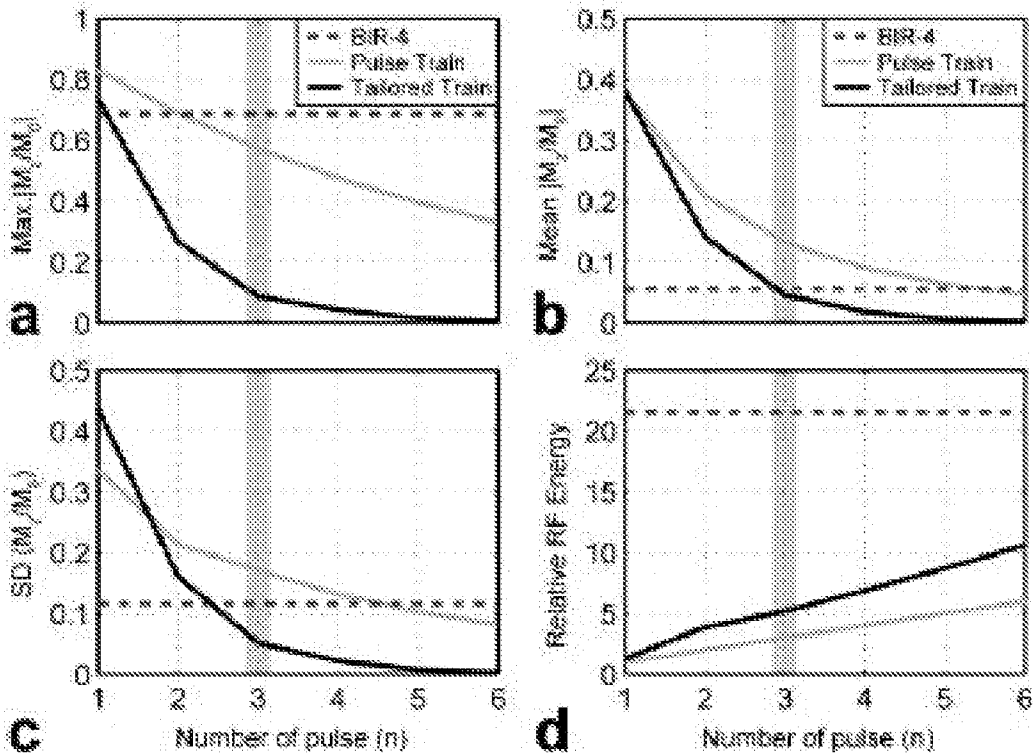 1
0.8
0.6
0.4
0.2
0
Max |Mz/M0|
BIR-4
Pulse Train
Tailored Train
a
0.5
0.4
0.3
0.2
0.1
0
Mean |Mz/M0|
BIR-4
Pulse Train
Tailored Train
b
0.5
0.4
0.3
0.2
0.1
0
SD (Mz/M0)
1 2 3 4 5 6
Number of pulse (n)
c
25
20
15
10
5
0
Relative RF Energy
1 2 3 4 5 6
Number of pulse (n)
d